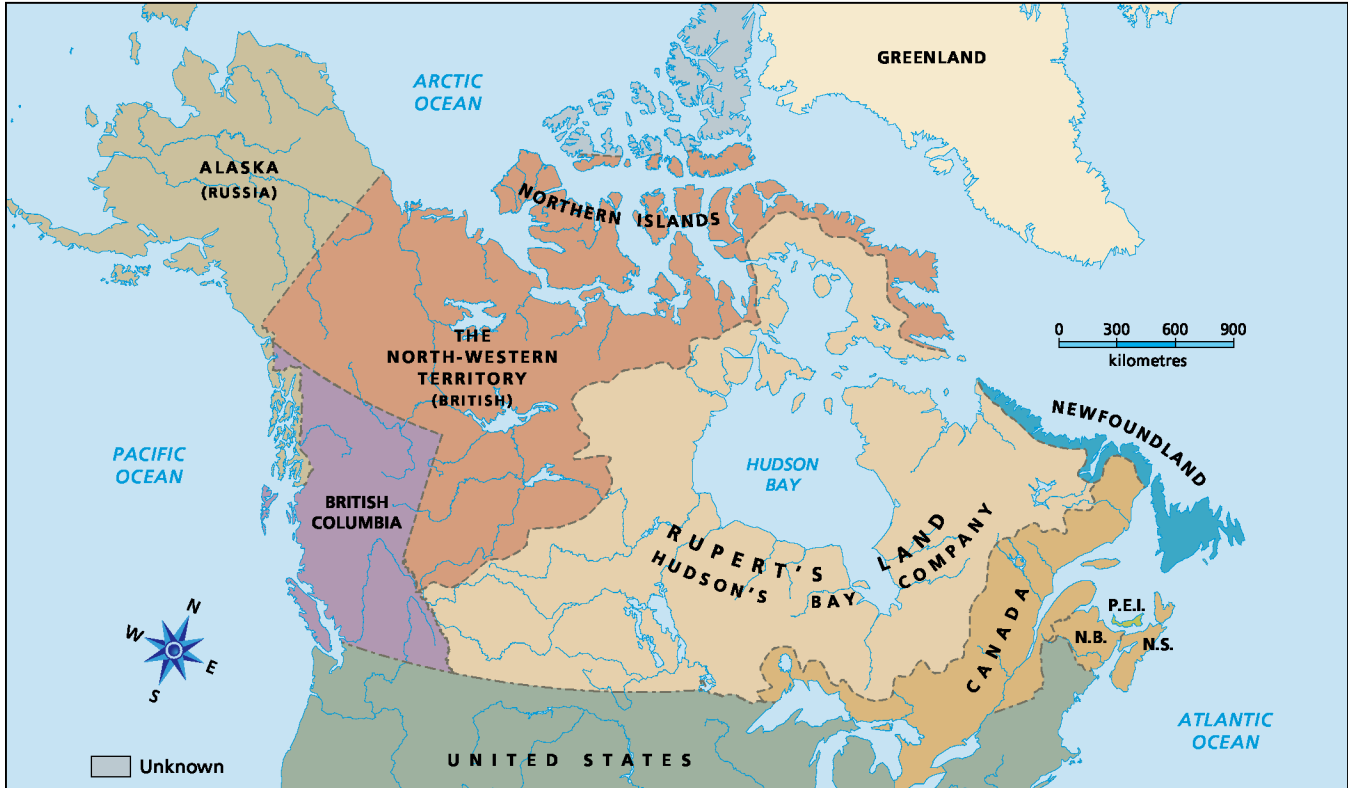 GREENLAND
ARCTIC
OCEAN
ALASKA
(RUSSIA)
NORTHERN ISLANDS
0 300 600 900
kilometres
THE
NORTH-WESTERN
TERRITORY
(BRITISH)
NEWFOUNDLAND
PACIFIC
OCEAN
HUDSON
BAY
BRITISH
COLUMBIA
RUPERT'S LAND
HUDSON'S BAY COMPANY
CANADA
P.E.I.
N.B.
N.S.
N
W
E
S
ATLANTIC
OCEAN
UNITED STATES
Unknown